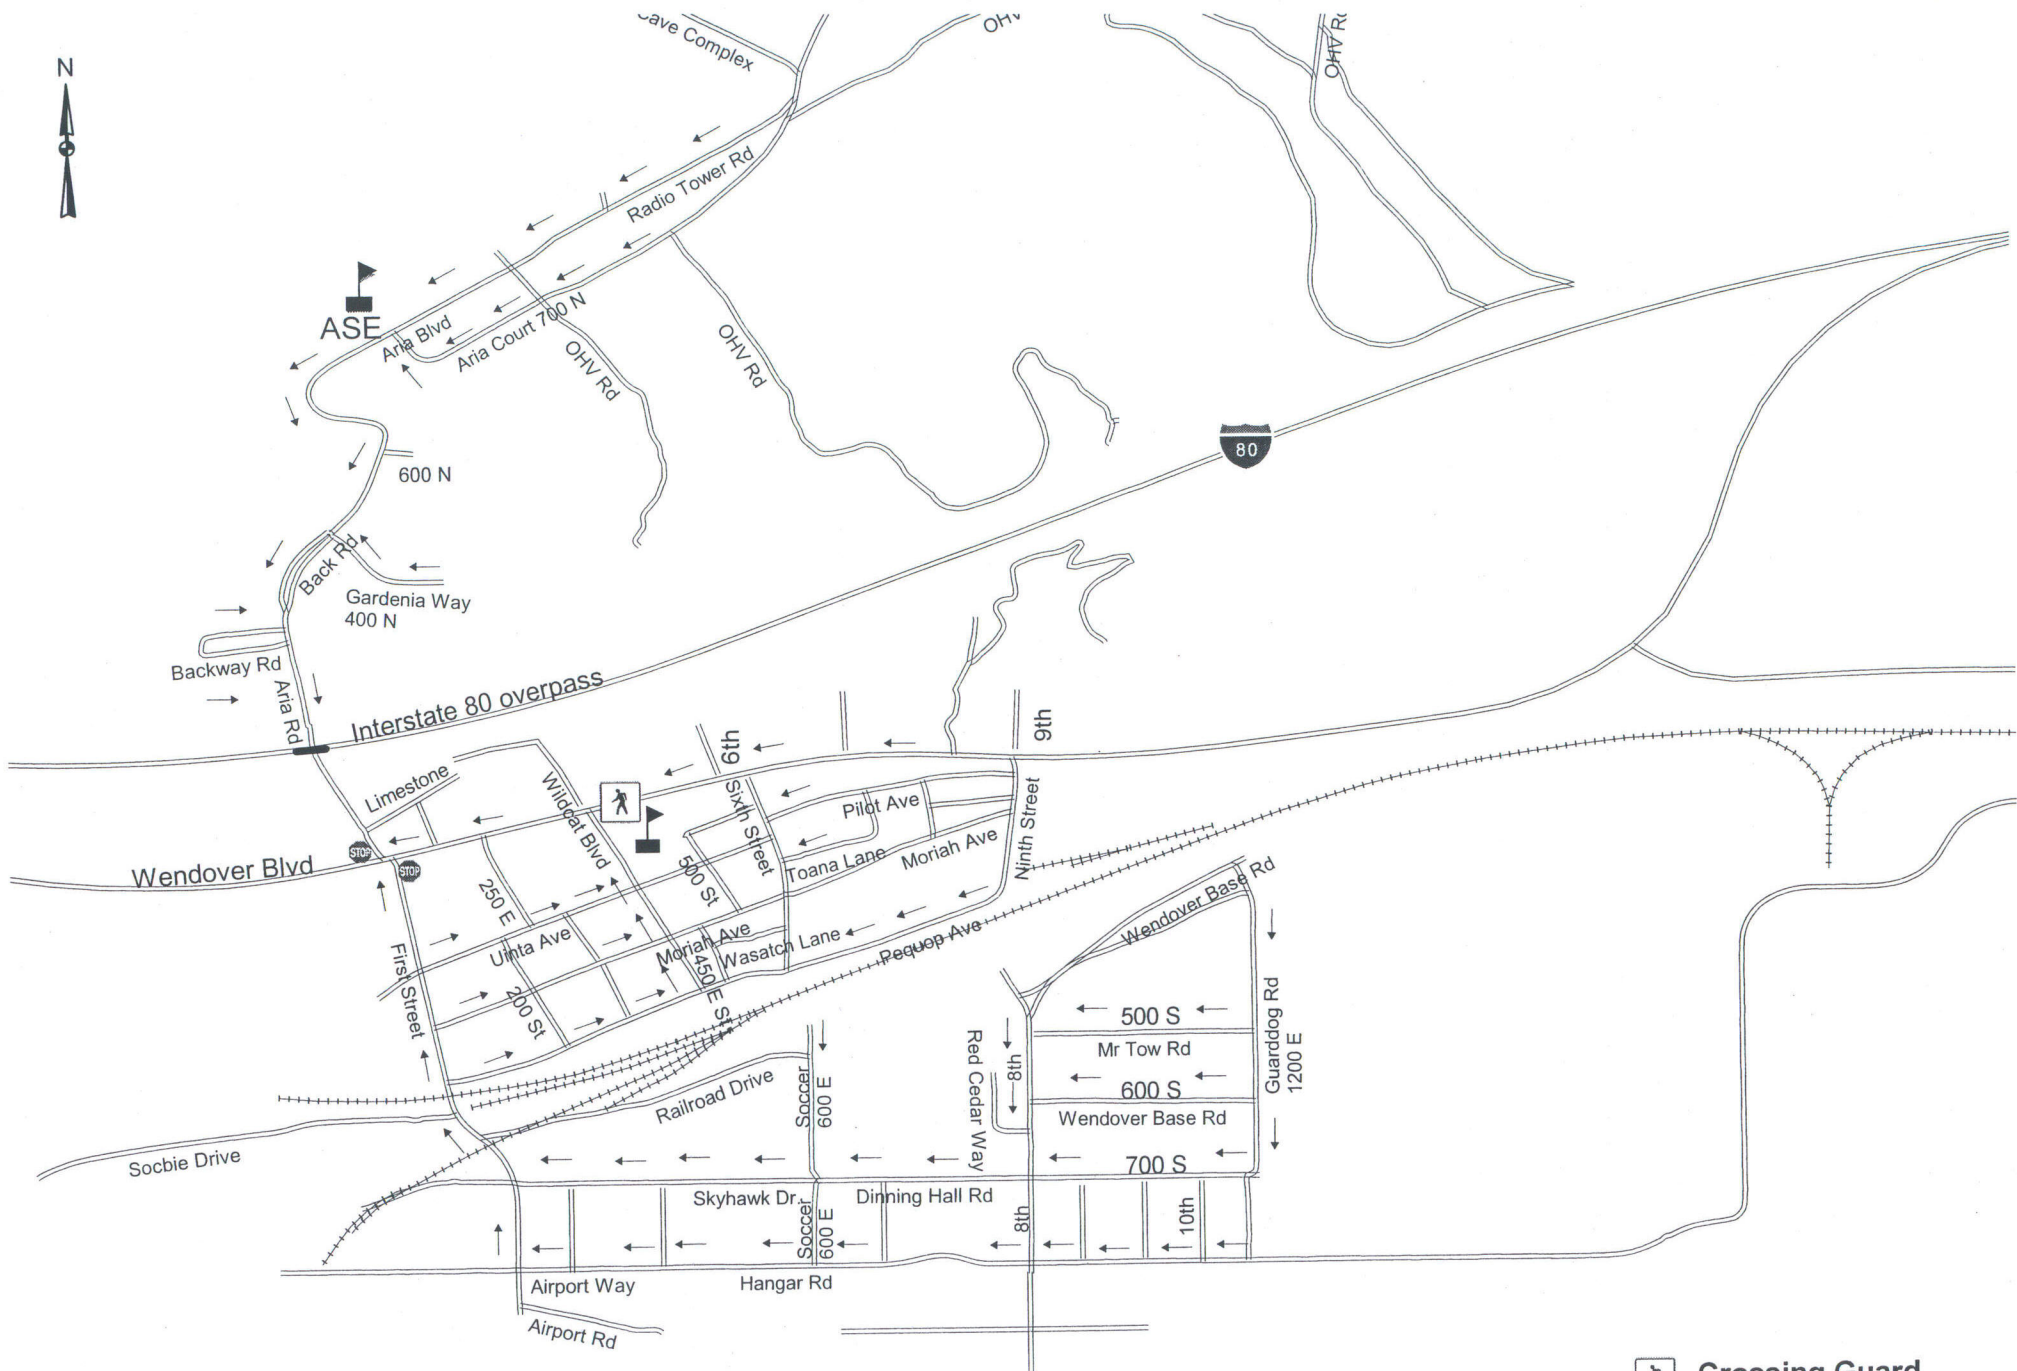 N
Cave Complex
OHV
OHV Rd
Radio Tower Rd
ASE
Aria Blvd
Aria Court 700 N
OHV Rd
OHV Rd
80
600 N
Back Rd
Gardenia Way
400 N
Backway Rd
Aria Rd
Interstate 80 overpass
6th
9th
Limestone
Wildcat Blvd
Sixth Street
Pilot Ave
Ninth Street
STOP
STOP
Wendover Blvd
250 E
500 St
Toana Lane
Moriah Ave
Wendover Base Rd
Uinta Ave
Moriah Ave
Wasatch Lane
Pequop Ave
First Street
200 St
450 E St
500 S
Mr Tow Rd
Guarddog Rd
1200 E
Red Cedar Way
8th
600 S
Wendover Base Rd
Railroad Drive
Soccer
600 E
Socbie Drive
700 S
Skyhawk Dr.
Dinning Hall Rd
Soccer
600 E
8th
10th
Airport Way
Hangar Rd
Airport Rd
Crossing Guard